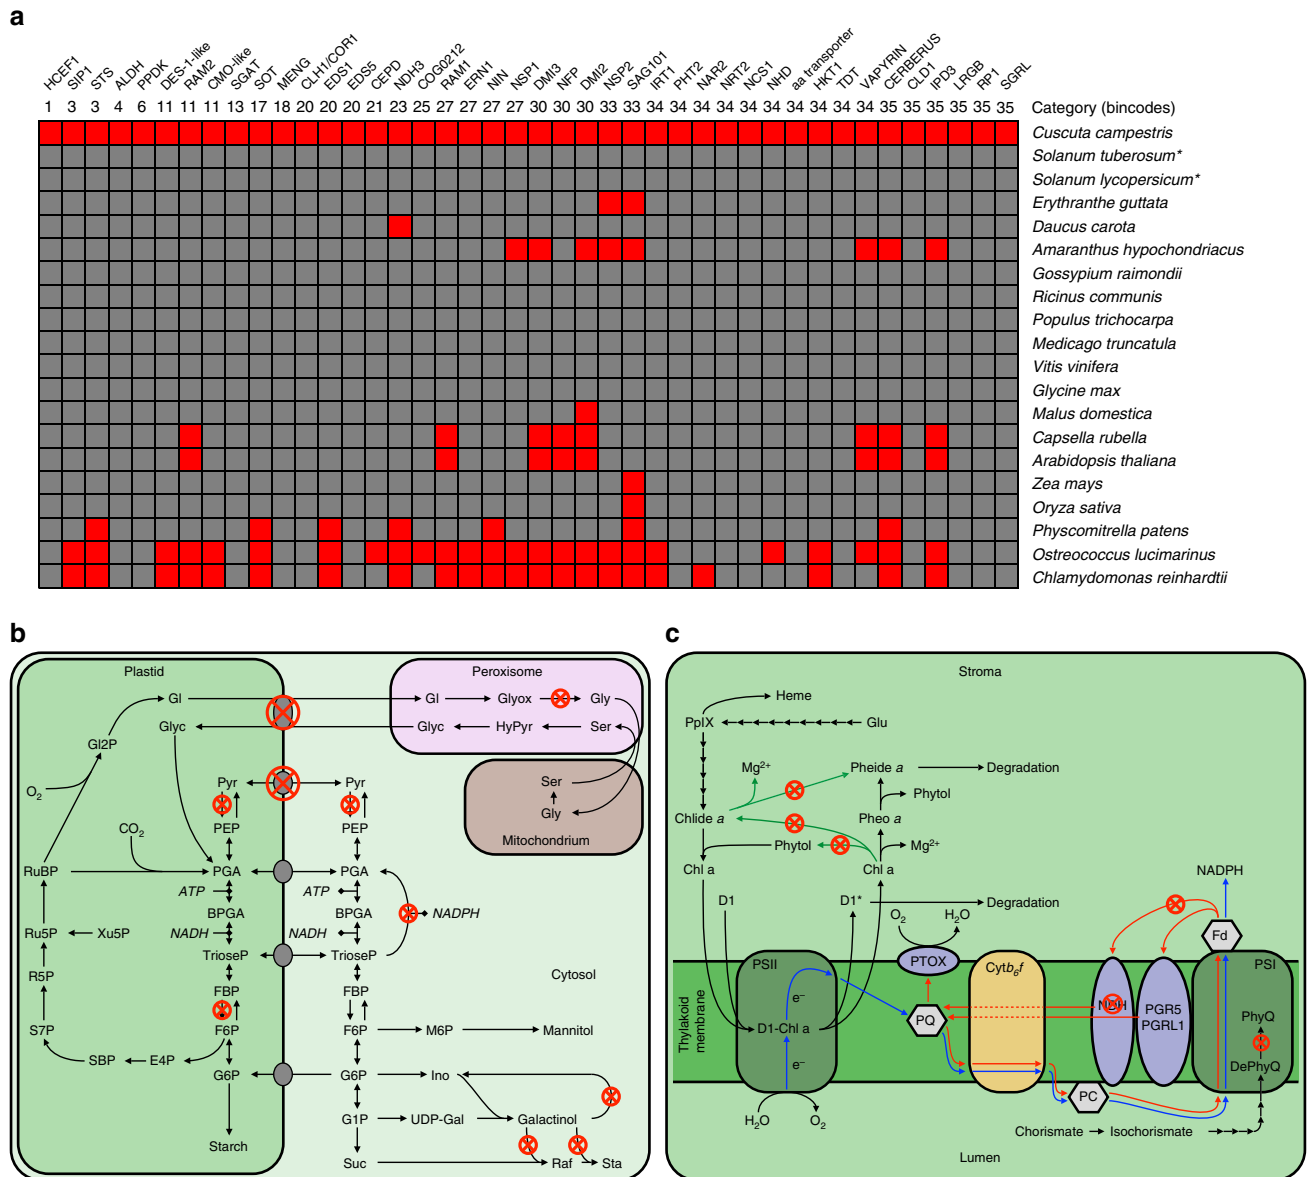 a
HCEF1 SIP1 STS ALDH PPDK DES-1-like RAM2 CMO-like SGAT SOT MENG CLH1/COR1 EDS1 EDS5 CEPD NDH3 COG0212 RAM1 ERN1 NIN NSP1 DMI3 NFP DMI2 NSP2 SAG101 IRT1 PHT2 NAR2 NRT2 NCS1 NHD aa transporter HKT1 TDT VAPYRIN CERBERUS CLD1 IPD3 LRGB RP1 SGRL
1 3 3 4 6 11 11 11 13 17 18 20 20 20 21 23 25 27 27 27 27 30 30 30 33 33 34 34 34 34 34 34 34 34 34 34 35 35 35 35 35 35 Category (bincodes)
Cuscuta campestris
Solanum tuberosum*
Solanum lycopersicum*
Erythranthe guttata
Daucus carota
Amaranthus hypochondriacus
Gossypium raimondii
Ricinus communis
Populus trichocarpa
Medicago truncatula
Vitis vinifera
Glycine max
Malus domestica
Capsella rubella
Arabidopsis thaliana
Zea mays
Oryza sativa
Physcomitrella patens
Ostreococcus lucimarinus
Chlamydomonas reinhardtii
b
Plastid Peroxisome
Gl Gl Glyox Gly
Glyc Glyc HyPyr Ser
Gl2P
Pyr Pyr Ser
O2
Gly
CO2 PEP PEP
Mitochondrium
RuBP PGA PGA
ATP ATP
BPGA BPGA NADPH
Ru5P Xu5P NADH NADH
TrioseP TrioseP
R5P Cytosol
FBP FBP
S7P F6P F6P M6P Mannitol
SBP E4P
G6P G6P Ino
G1P UDP-Gal Galactinol
Starch
Suc Raf Sta
c
Stroma
Heme
PpIX Glu
Mg2+ Pheide a Degradation
Phytol
Chlide a Pheo a
Phytol Mg2+
Chl a Chl a NADPH
D1 D1* Degradation
O2 H2O
Fd
PSII PTOX Cytb6f PSI
e–
NDH
PGR5
PGRL1
PhyQ
Thylakoid
membrane
D1-Chl a PQ
e– DePhyQ
PC
H2O O2
Chorismate Isochorismate
Lumen